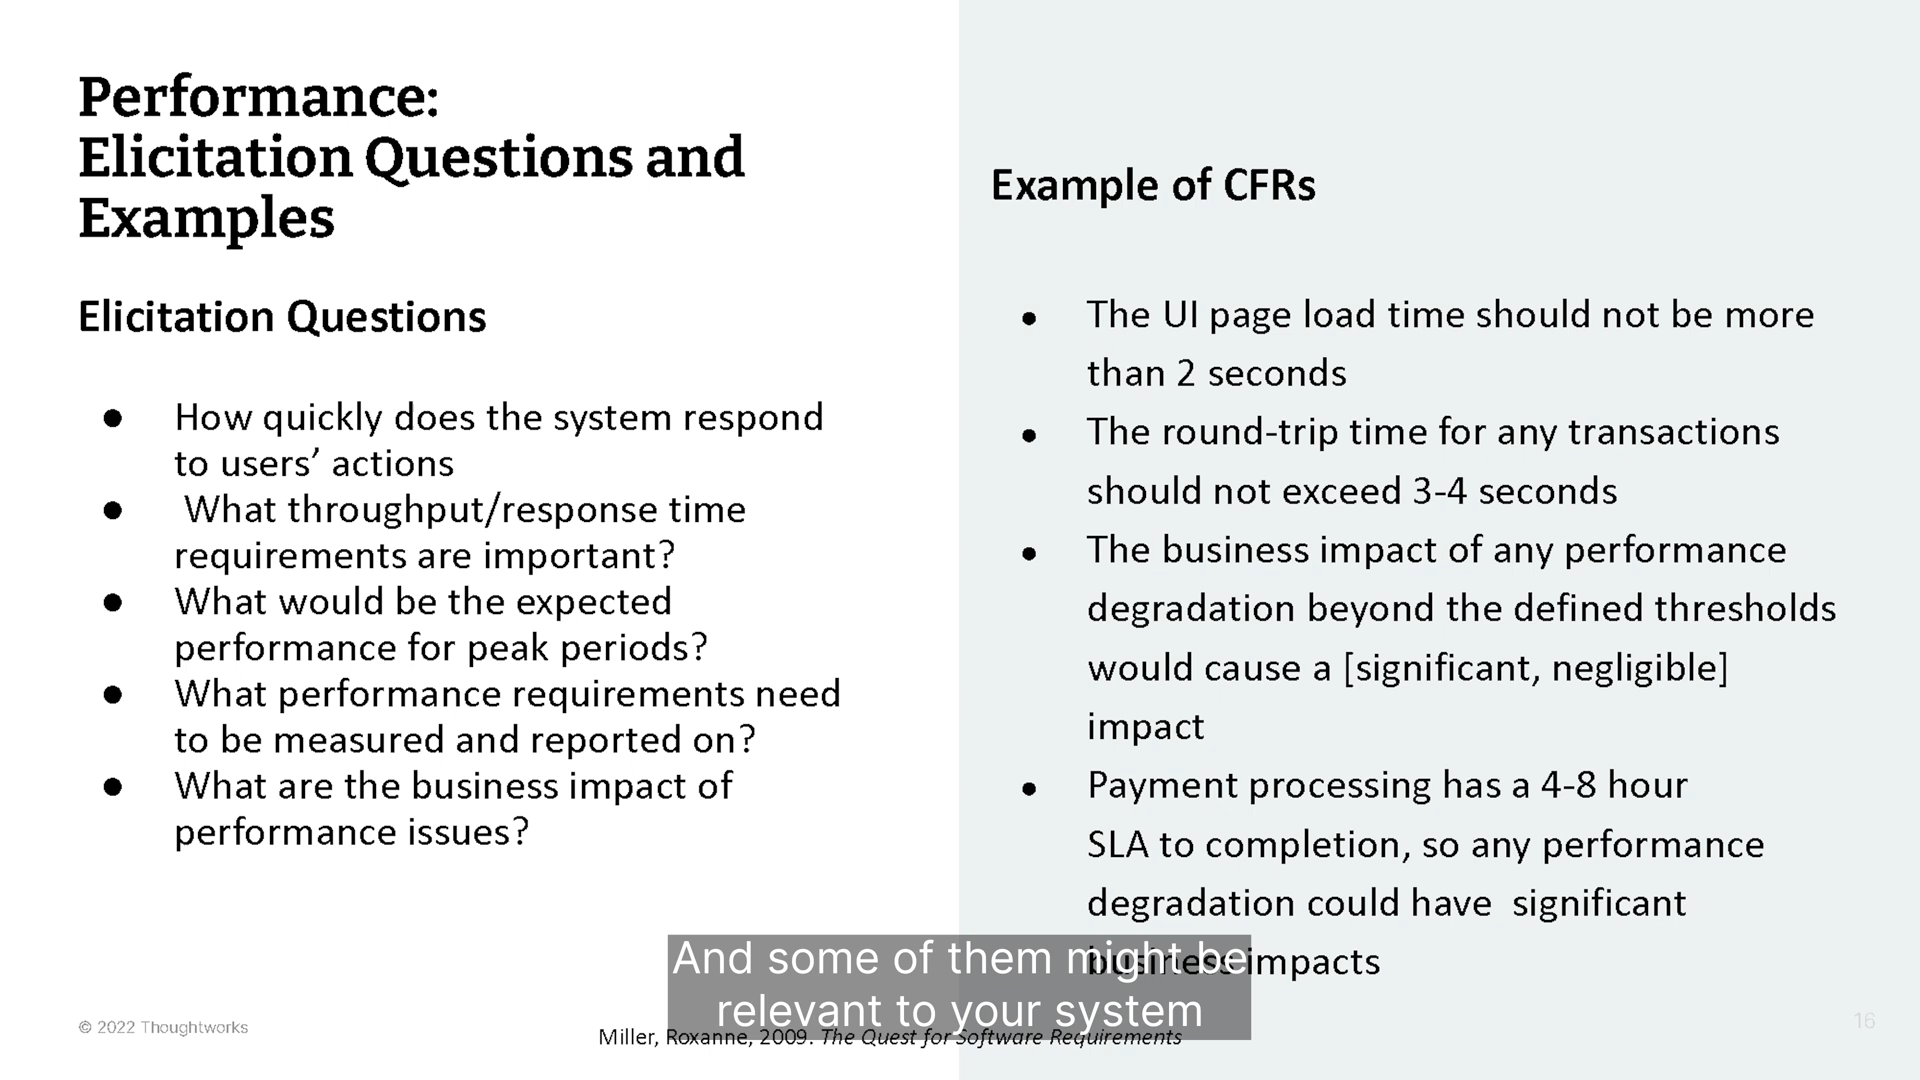 Performance:
Elicitation Questions and
Examples
Elicitation Questions
● How quickly does the system respond
to users’ actions
● What throughput/response time
requirements are important?
● What would be the expected
performance for peak periods?
● What performance requirements need
to be measured and reported on?
● What are the business impact of
performance issues?
Example of CFRs
● The UI page load time should not be more
than 2 seconds
● The round-trip time for any transactions
should not exceed 3-4 seconds
● The business impact of any performance
degradation beyond the defined thresholds
would cause a [significant, negligible]
impact
● Payment processing has a 4-8 hour
SLA to completion, so any performance
degradation could have significant
business impacts
And some of them might be
relevant to your system
© 2022 Thoughtworks
Miller, Roxanne, 2009. The Quest for Software Requirements
16